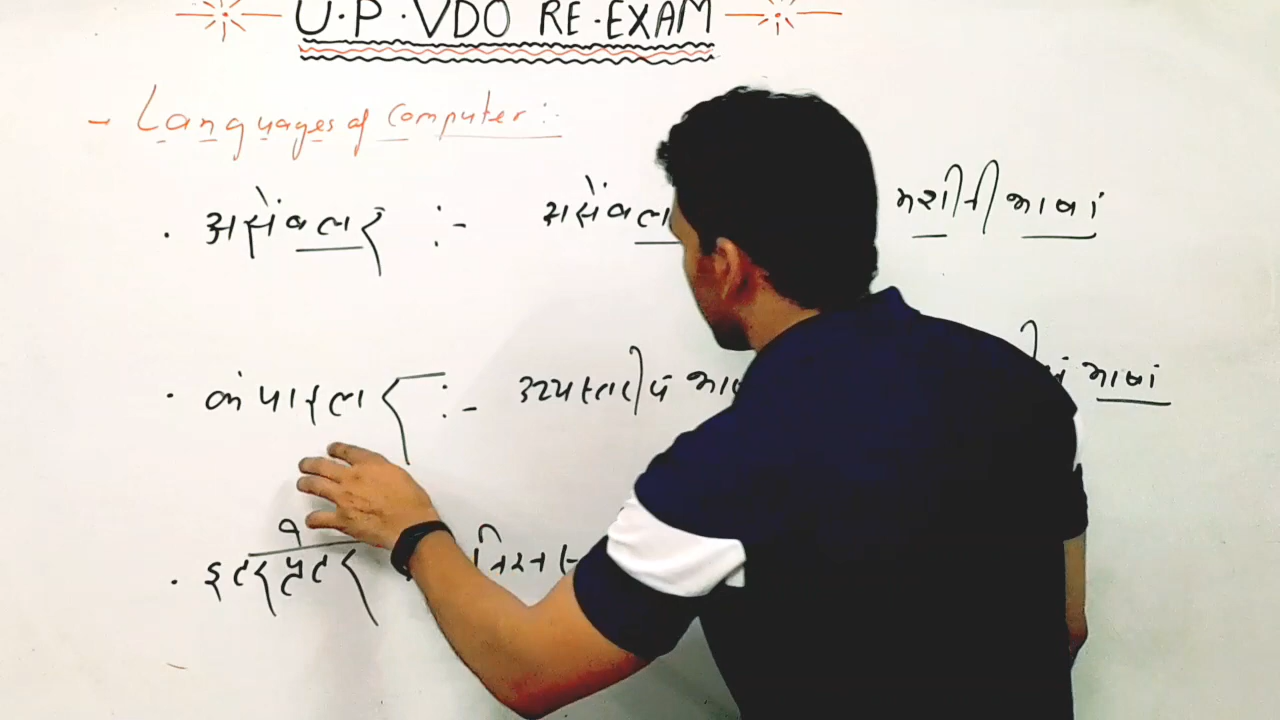 U.P. VDO RE-EXAM
- Languages of Computer :-
. असेंबलर :- असेंबल मशीनी भाषा
. कंपाइलर :- उच्चस्तरीय भाषा
. इंटरप्रेटर